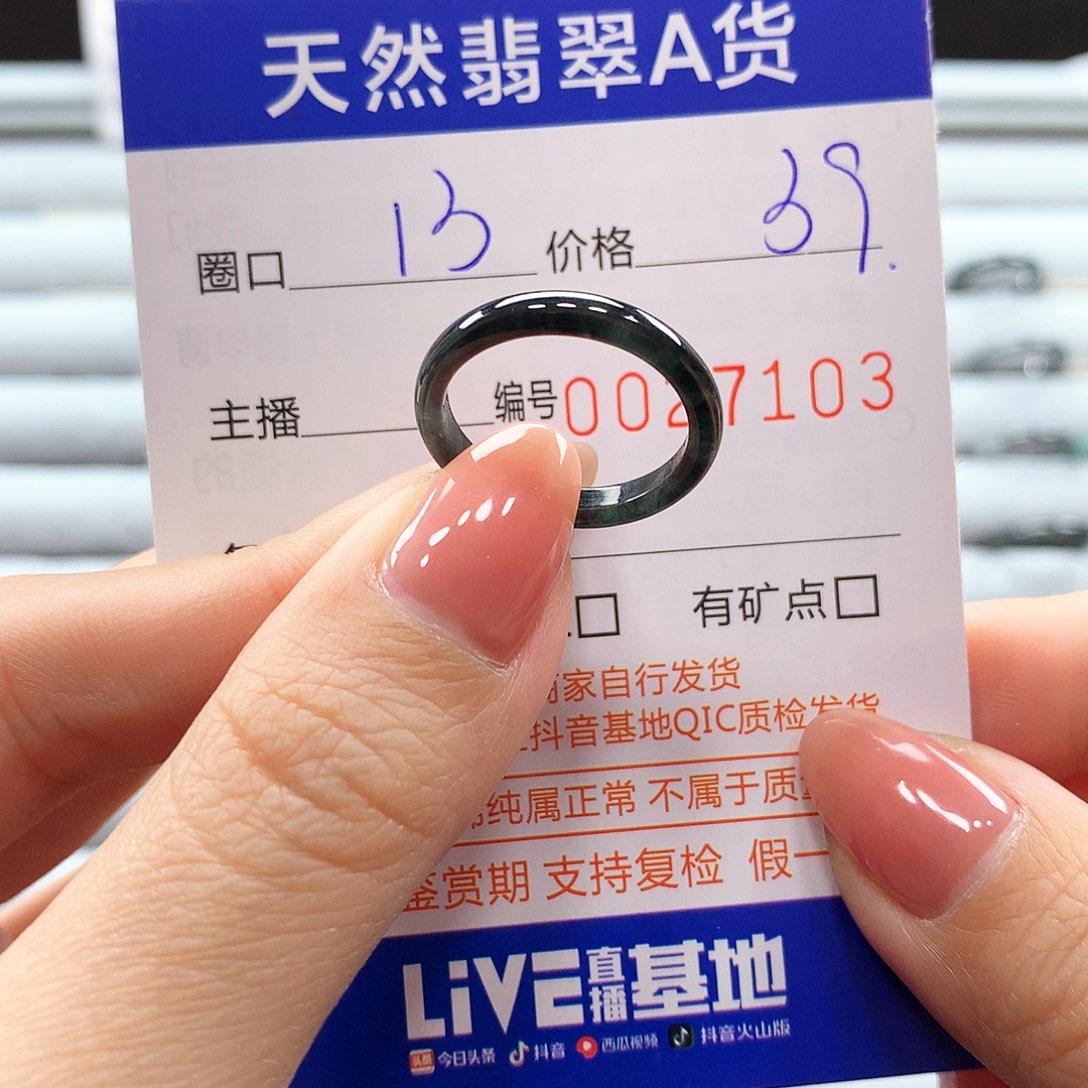 天然翡翠A货
圈口 13 价格 39.
主播 编号 0027103
有矿点
商家自行发货
抖音基地QIC质检发货
纯属正常 不属于质量
鉴赏期 支持复检 假一
LiVE直播基地
头条 今日头条 抖音 西瓜视频 抖音火山版